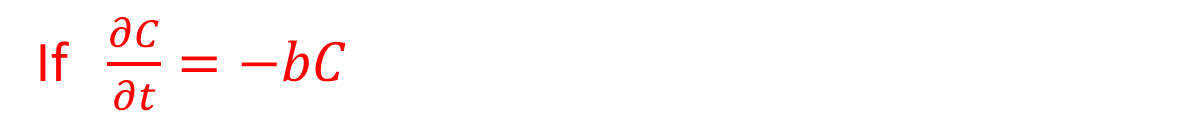 If ∂C/∂t = −bC